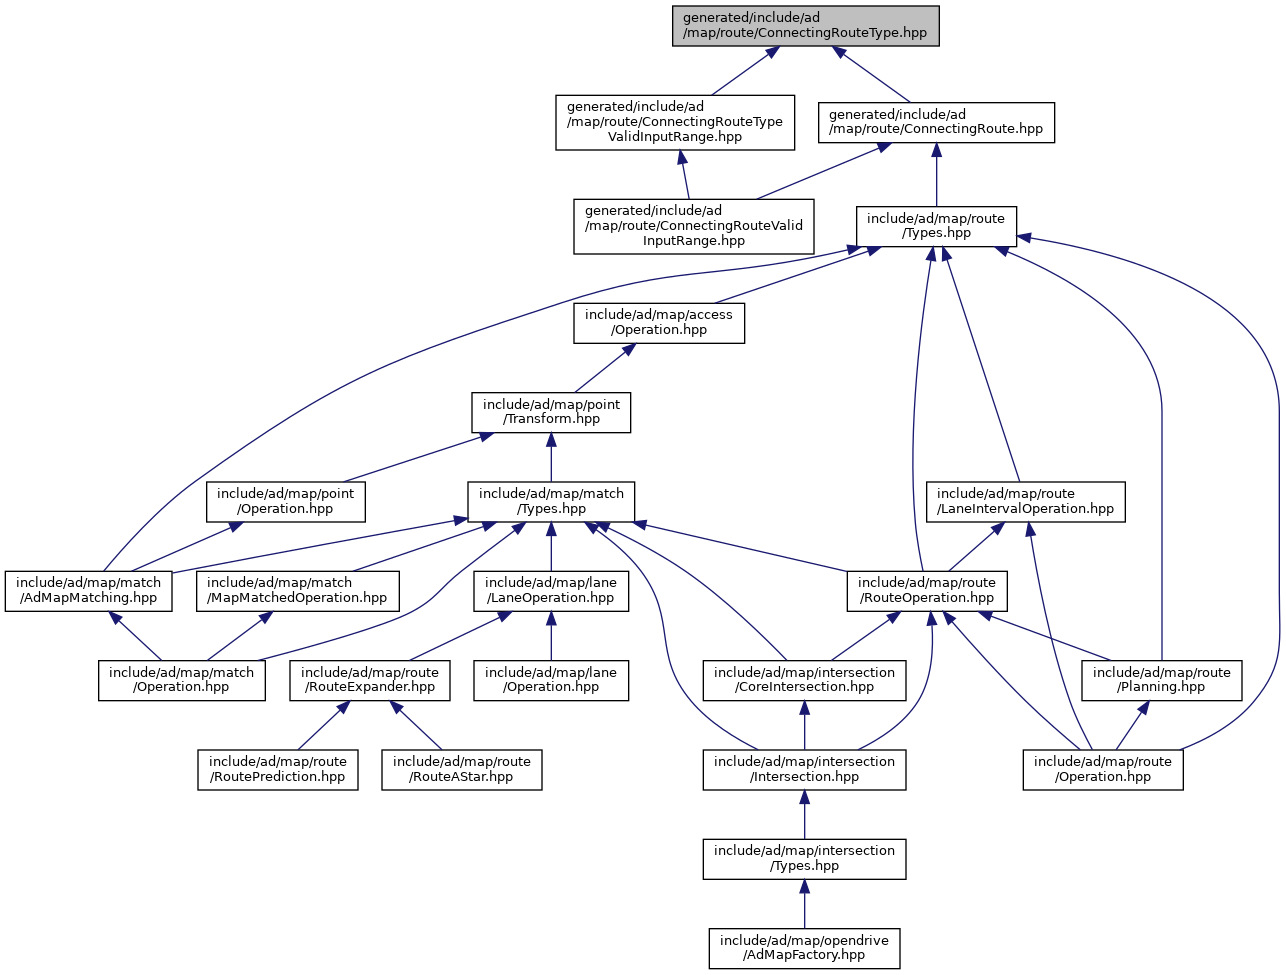 generated/include/ad
/map/route/ConnectingRouteType.hpp
generated/include/ad
/map/route/ConnectingRouteType
ValidInputRange.hpp
generated/include/ad
/map/route/ConnectingRoute.hpp
generated/include/ad
/map/route/ConnectingRouteValid
InputRange.hpp
include/ad/map/route
/Types.hpp
include/ad/map/access
/Operation.hpp
include/ad/map/point
/Transform.hpp
include/ad/map/point
/Operation.hpp
include/ad/map/match
/Types.hpp
include/ad/map/route
/LaneIntervalOperation.hpp
include/ad/map/match
/AdMapMatching.hpp
include/ad/map/match
/MapMatchedOperation.hpp
include/ad/map/lane
/LaneOperation.hpp
include/ad/map/route
/RouteOperation.hpp
include/ad/map/match
/Operation.hpp
include/ad/map/route
/RouteExpander.hpp
include/ad/map/lane
/Operation.hpp
include/ad/map/intersection
/CoreIntersection.hpp
include/ad/map/route
/Planning.hpp
include/ad/map/route
/RoutePrediction.hpp
include/ad/map/route
/RouteAStar.hpp
include/ad/map/intersection
/Intersection.hpp
include/ad/map/route
/Operation.hpp
include/ad/map/intersection
/Types.hpp
include/ad/map/opendrive
/AdMapFactory.hpp